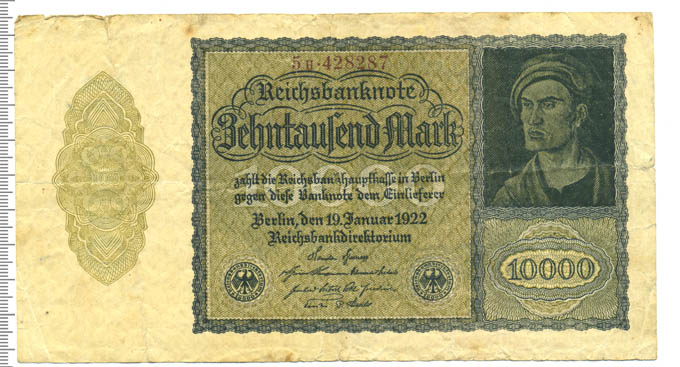 5H·428287
Reichsbanknote
Zehntausend Mark
zahlt die Reichsbankhauptkasse in Berlin
gegen diese Banknote dem Einlieferer
Berlin, den 19. Januar 1922
Reichsbankdirektorium
10000